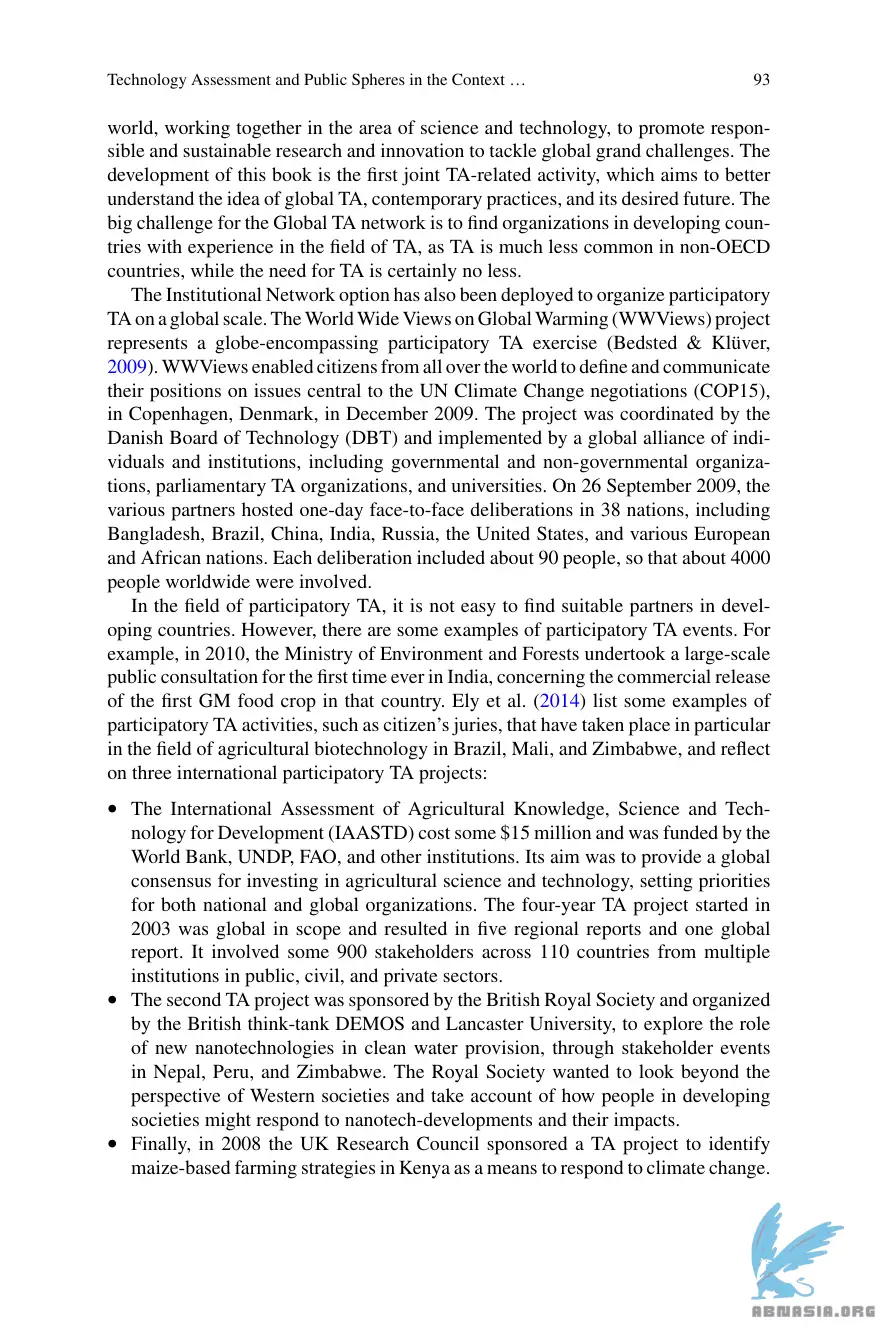 Technology Assessment and Public Spheres in the Context … 93
world, working together in the area of science and technology, to promote respon-
sible and sustainable research and innovation to tackle global grand challenges. The
development of this book is the first joint TA-related activity, which aims to better
understand the idea of global TA, contemporary practices, and its desired future. The
big challenge for the Global TA network is to find organizations in developing coun-
tries with experience in the field of TA, as TA is much less common in non-OECD
countries, while the need for TA is certainly no less.
The Institutional Network option has also been deployed to organize participatory
TA on a global scale. The World Wide Views on Global Warming (WWViews) project
represents a globe-encompassing participatory TA exercise (Bedsted & Klüver,
2009). WWViews enabled citizens from all over the world to define and communicate
their positions on issues central to the UN Climate Change negotiations (COP15),
in Copenhagen, Denmark, in December 2009. The project was coordinated by the
Danish Board of Technology (DBT) and implemented by a global alliance of indi-
viduals and institutions, including governmental and non-governmental organiza-
tions, parliamentary TA organizations, and universities. On 26 September 2009, the
various partners hosted one-day face-to-face deliberations in 38 nations, including
Bangladesh, Brazil, China, India, Russia, the United States, and various European
and African nations. Each deliberation included about 90 people, so that about 4000
people worldwide were involved.
In the field of participatory TA, it is not easy to find suitable partners in devel-
oping countries. However, there are some examples of participatory TA events. For
example, in 2010, the Ministry of Environment and Forests undertook a large-scale
public consultation for the first time ever in India, concerning the commercial release
of the first GM food crop in that country. Ely et al. (2014) list some examples of
participatory TA activities, such as citizen's juries, that have taken place in particular
in the field of agricultural biotechnology in Brazil, Mali, and Zimbabwe, and reflect
on three international participatory TA projects:
• The International Assessment of Agricultural Knowledge, Science and Tech-
nology for Development (IAASTD) cost some $15 million and was funded by the
World Bank, UNDP, FAO, and other institutions. Its aim was to provide a global
consensus for investing in agricultural science and technology, setting priorities
for both national and global organizations. The four-year TA project started in
2003 was global in scope and resulted in five regional reports and one global
report. It involved some 900 stakeholders across 110 countries from multiple
institutions in public, civil, and private sectors.
• The second TA project was sponsored by the British Royal Society and organized
by the British think-tank DEMOS and Lancaster University, to explore the role
of new nanotechnologies in clean water provision, through stakeholder events
in Nepal, Peru, and Zimbabwe. The Royal Society wanted to look beyond the
perspective of Western societies and take account of how people in developing
societies might respond to nanotech-developments and their impacts.
• Finally, in 2008 the UK Research Council sponsored a TA project to identify
maize-based farming strategies in Kenya as a means to respond to climate change.
ABNASIA.ORG